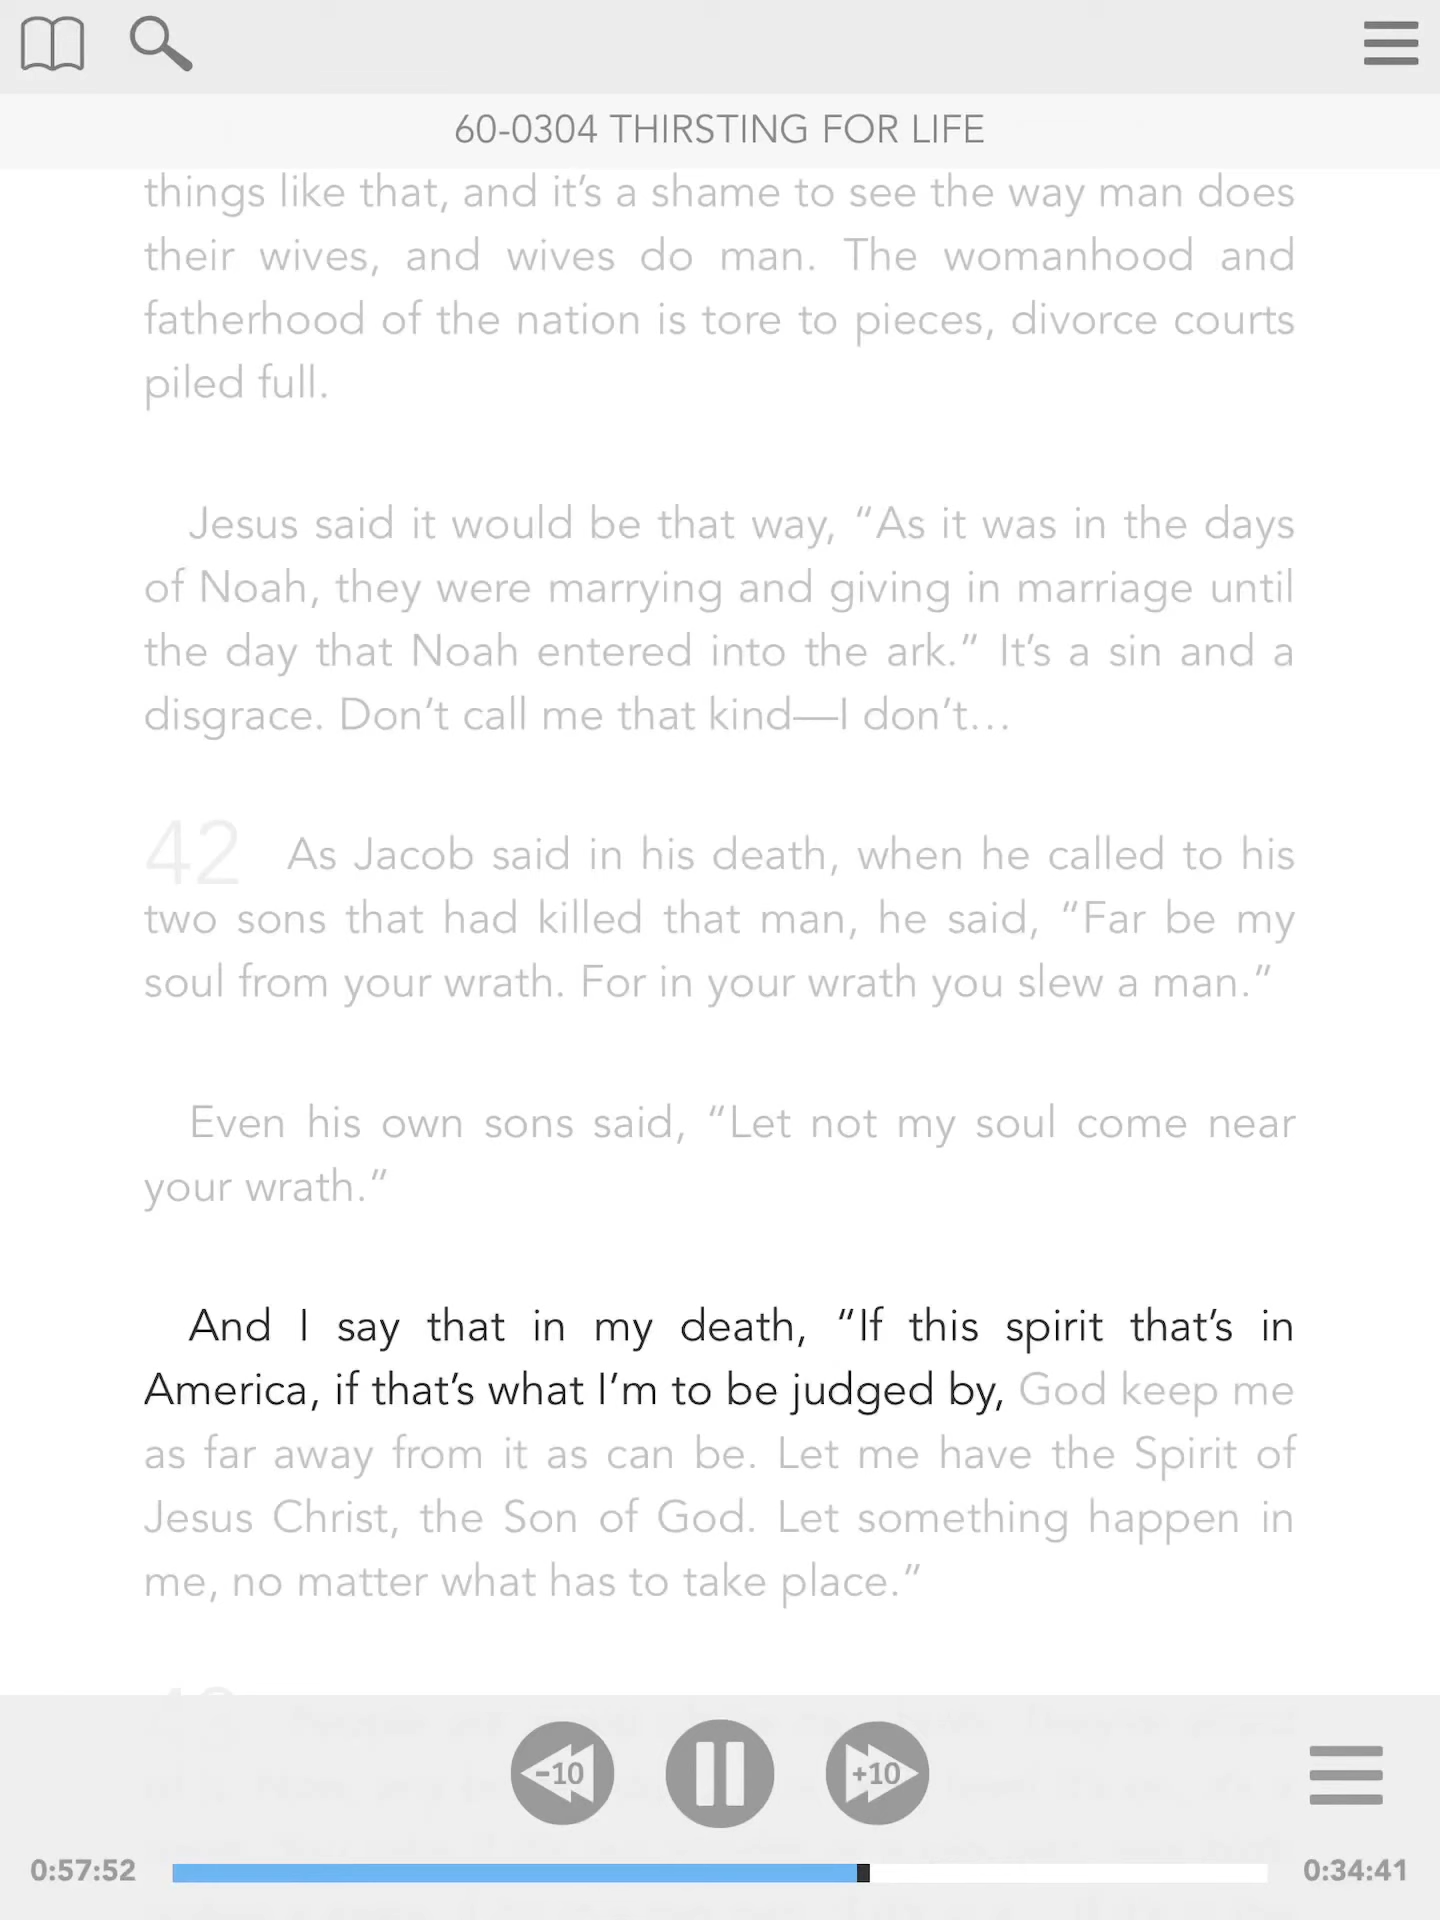 60-0304 THIRSTING FOR LIFE
things like that, and it’s a shame to see the way man does
their wives, and wives do man. The womanhood and
fatherhood of the nation is tore to pieces, divorce courts
piled full.
Jesus said it would be that way, “As it was in the days
of Noah, they were marrying and giving in marriage until
the day that Noah entered into the ark.” It’s a sin and a
disgrace. Don’t call me that kind—I don’t…
42 As Jacob said in his death, when he called to his
two sons that had killed that man, he said, “Far be my
soul from your wrath. For in your wrath you slew a man.”
Even his own sons said, “Let not my soul come near
your wrath.”
And I say that in my death, “If this spirit that’s in
America, if that’s what I’m to be judged by, God keep me
as far away from it as can be. Let me have the Spirit of
Jesus Christ, the Son of God. Let something happen in
me, no matter what has to take place.”
-10 +10
0:57:52 0:34:41